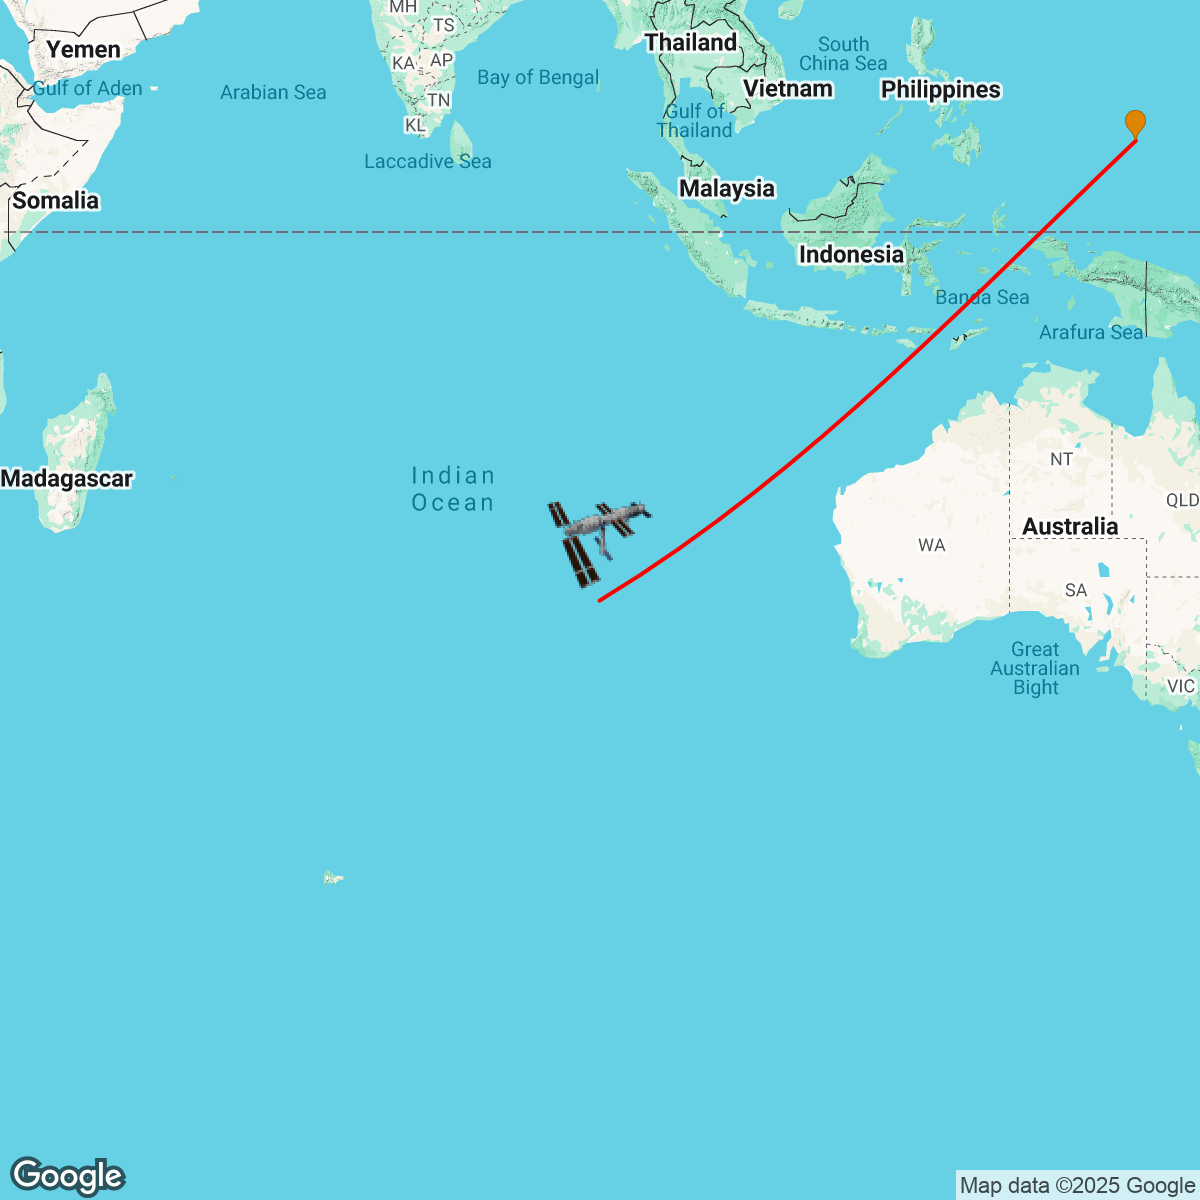 MH
TS
Yemen
Thailand
South
China Sea
KA
AP
Bay of Bengal
Gulf of Aden
Arabian Sea
Vietnam
Philippines
TN
Gulf of
Thailand
KL
Laccadive Sea
Malaysia
Somalia
Indonesia
Banda Sea
Arafura Sea
NT
Madagascar
Indian
Ocean
QLD
Australia
WA
SA
Great
Australian
Bight
VIC
Google
Map data ©2025 Google